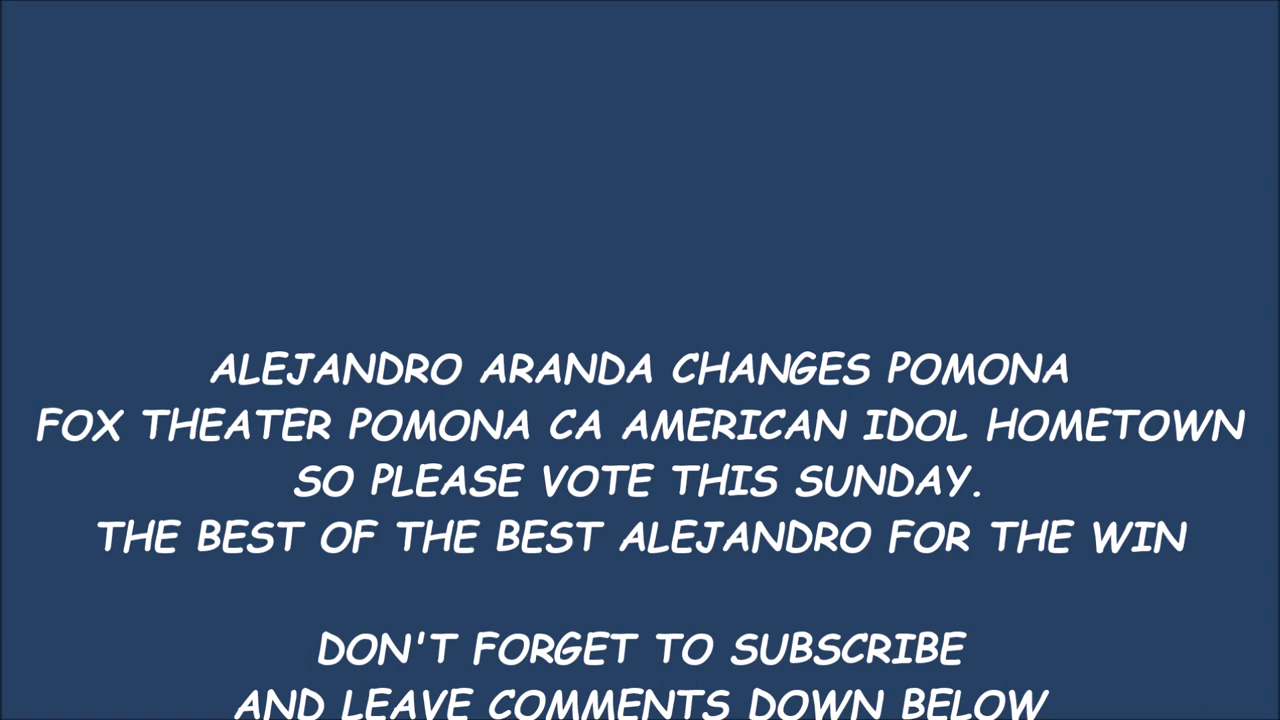 ALEJANDRO ARANDA CHANGES POMONA
FOX THEATER POMONA CA AMERICAN IDOL HOMETOWN
SO PLEASE VOTE THIS SUNDAY.
THE BEST OF THE BEST ALEJANDRO FOR THE WIN
DON'T FORGET TO SUBSCRIBE
AND LEAVE COMMENTS DOWN BELOW